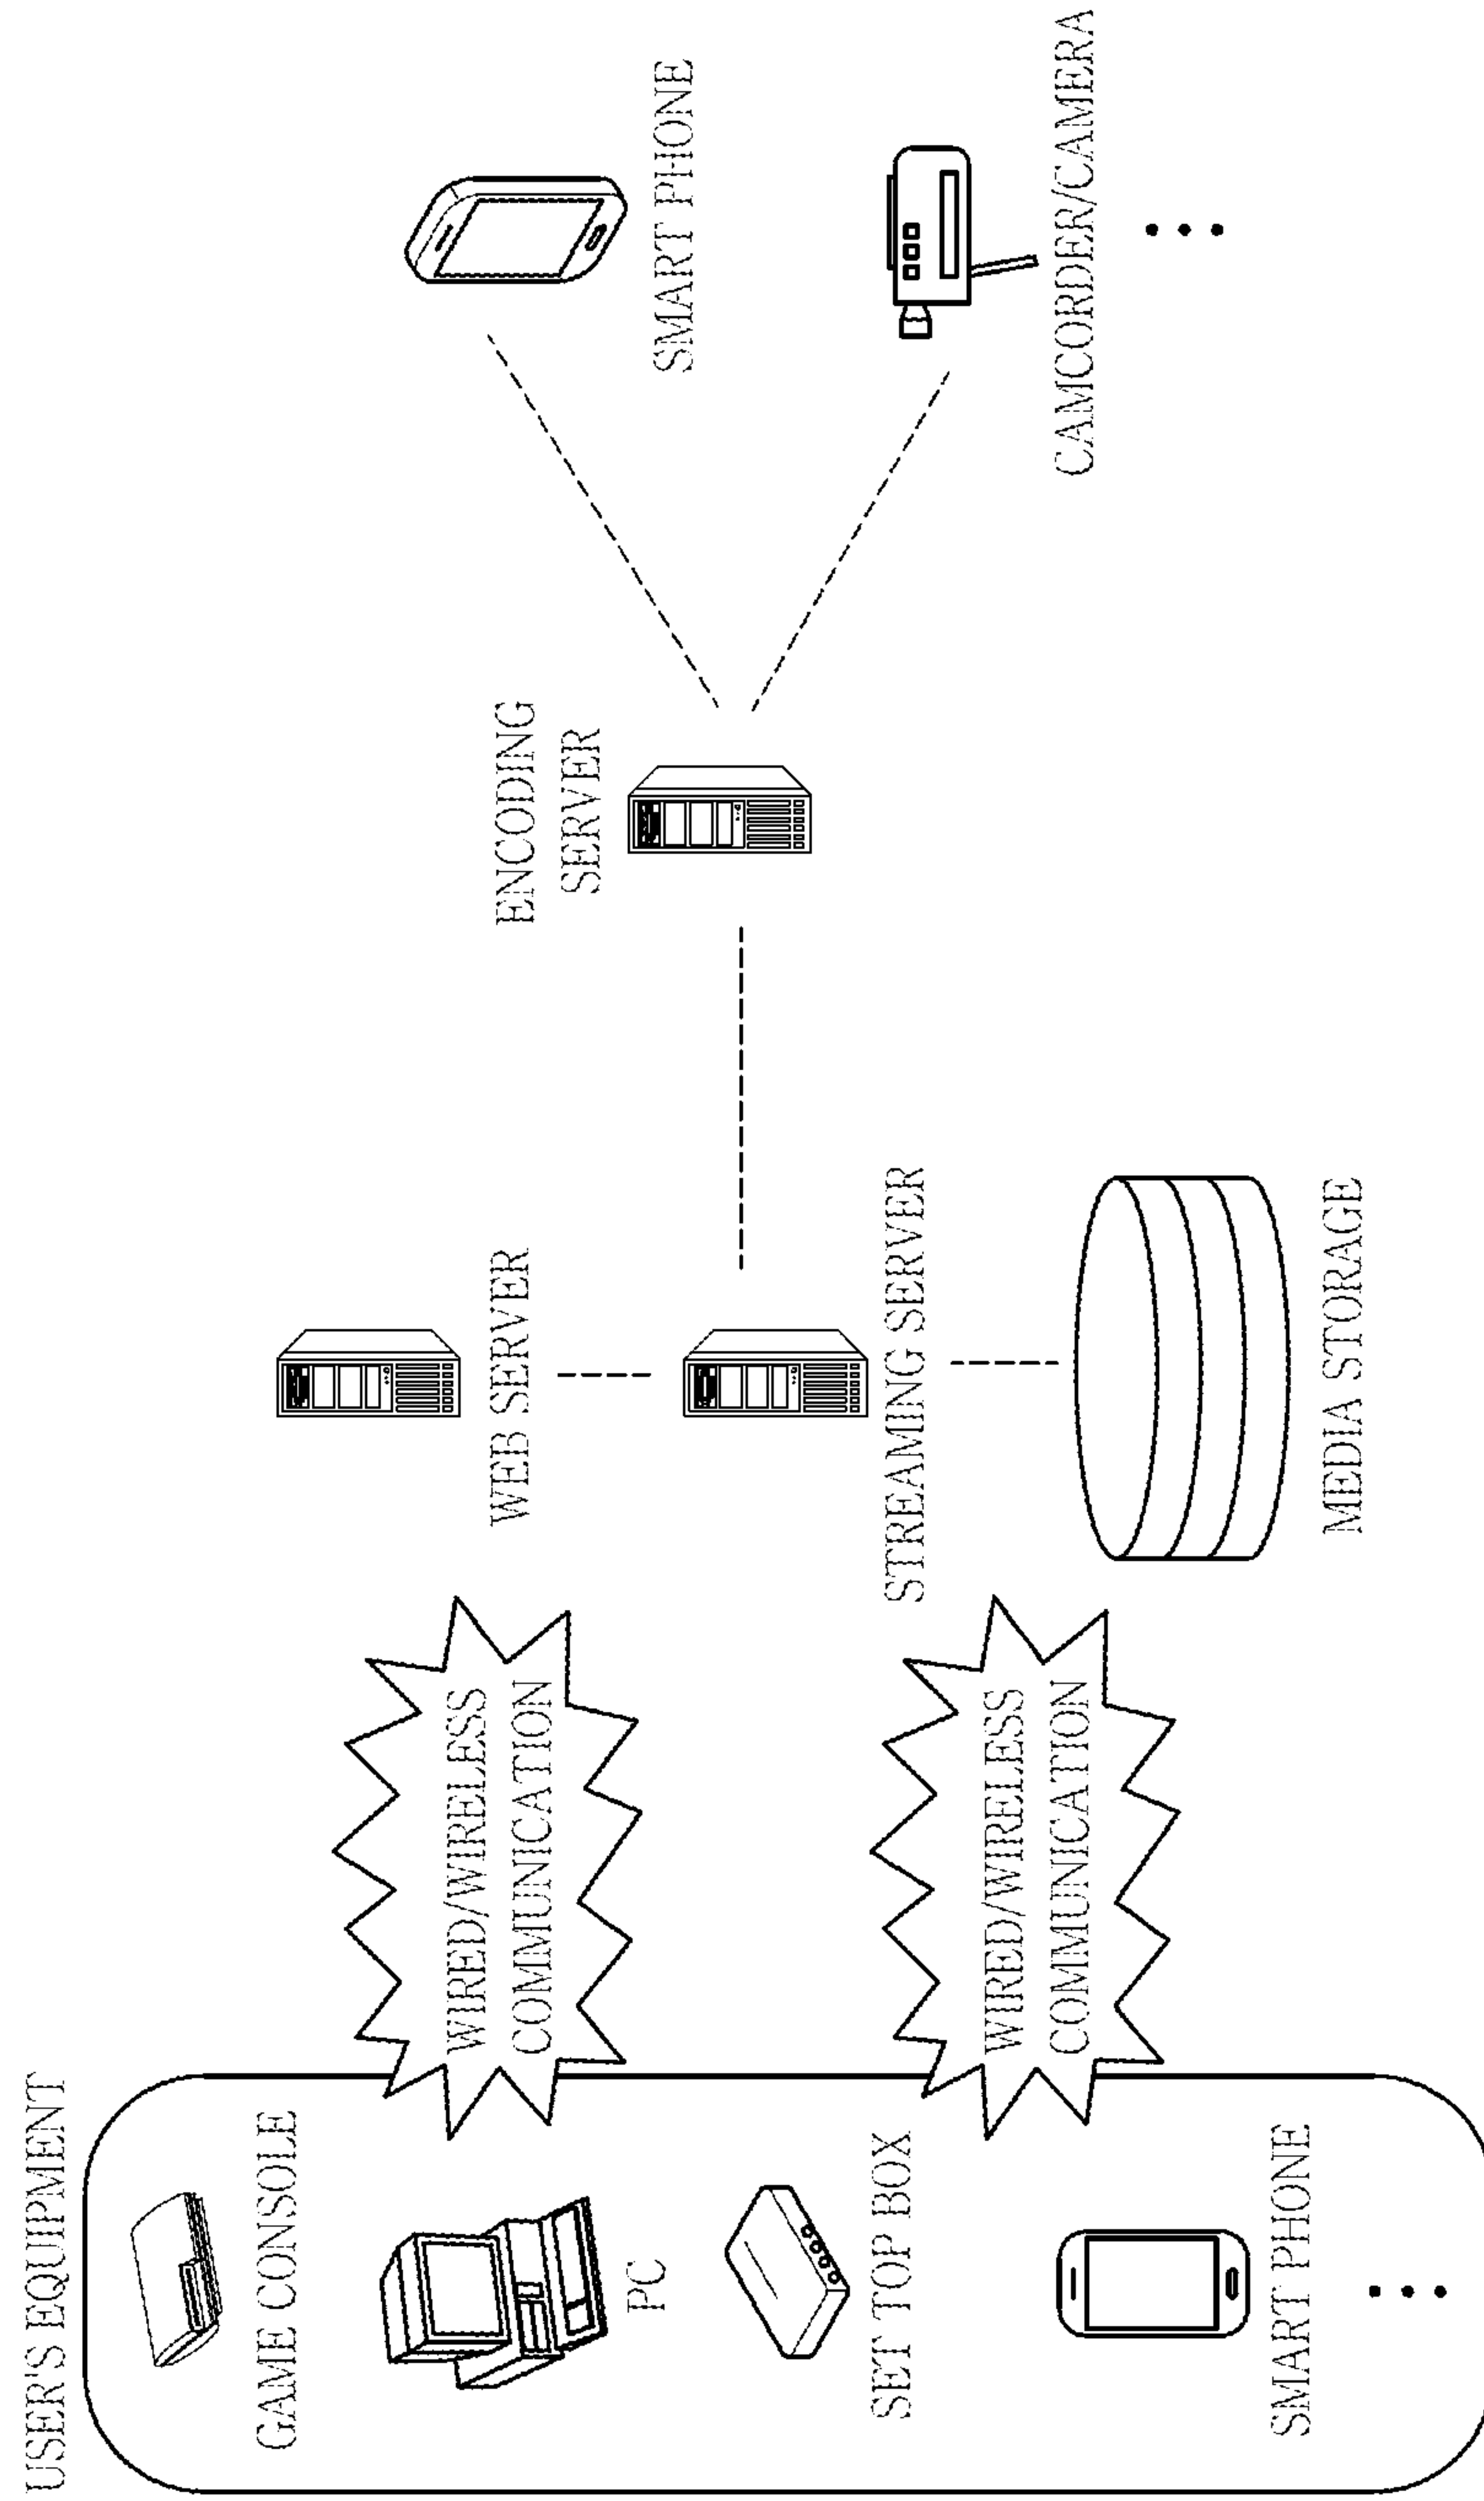 USER'S EQUIPMENT
GAME CONSOLE
PC
SET TOP BOX
SMART PHONE
WIRED/WIRELESS
COMMUNICATION
WIRED/WIRELESS
COMMUNICATION
WEB SERVER
STREAMING SERVER
MEDIA STORAGE
ENCODING
SERVER
SMART PHONE
CAMCORDER/CAMERA